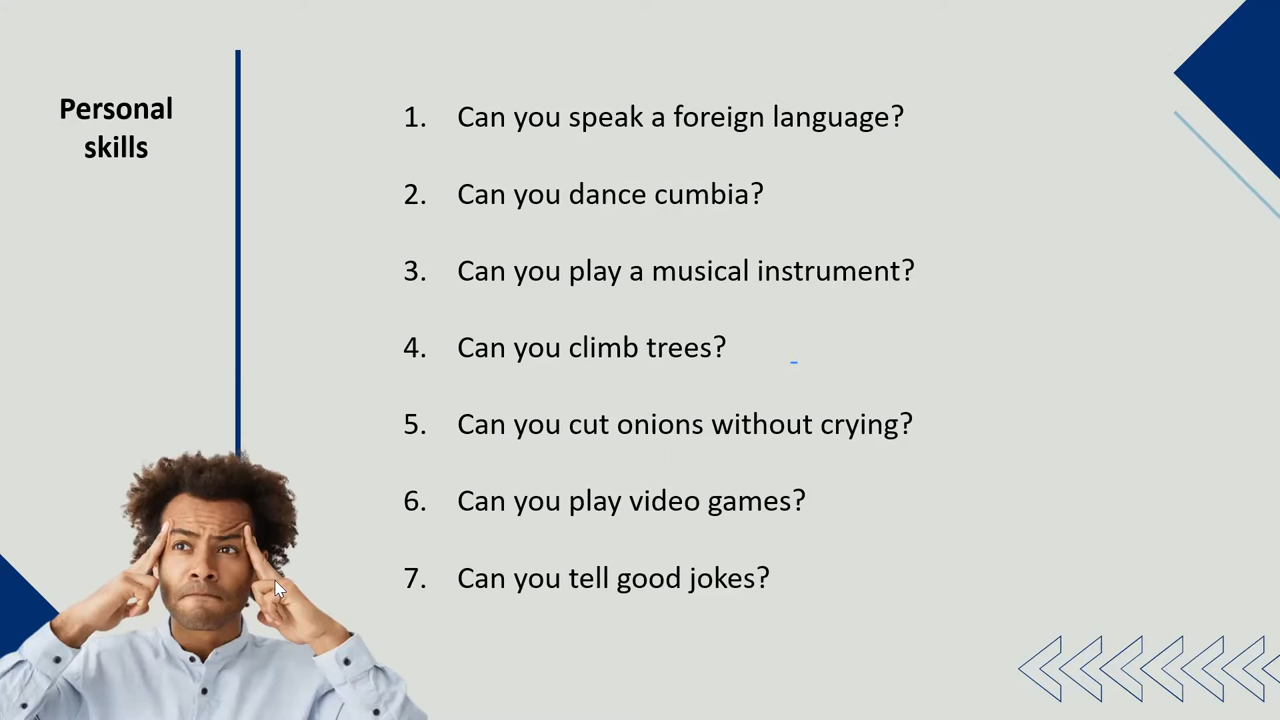 Personal
skills
1. Can you speak a foreign language?
2. Can you dance cumbia?
3. Can you play a musical instrument?
4. Can you climb trees?
5. Can you cut onions without crying?
6. Can you play video games?
7. Can you tell good jokes?